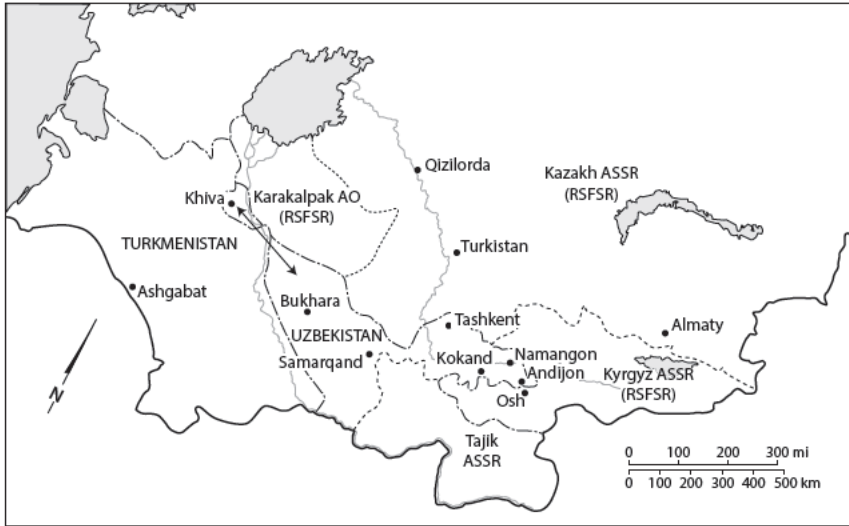 Qizilorda
Kazakh ASSR
(RSFSR)
Khiva
Karakalpak AO
(RSFSR)
TURKMENISTAN
Turkistan
Ashgabat
Bukhara
UZBEKISTAN
Samarqand
Tashkent
Almaty
Kokand
Namangon
Andijon
Osh
Kyrgyz ASSR
(RSFSR)
N
Tajik
ASSR
0 100 200 300 mi
0 100 200 300 400 500 km